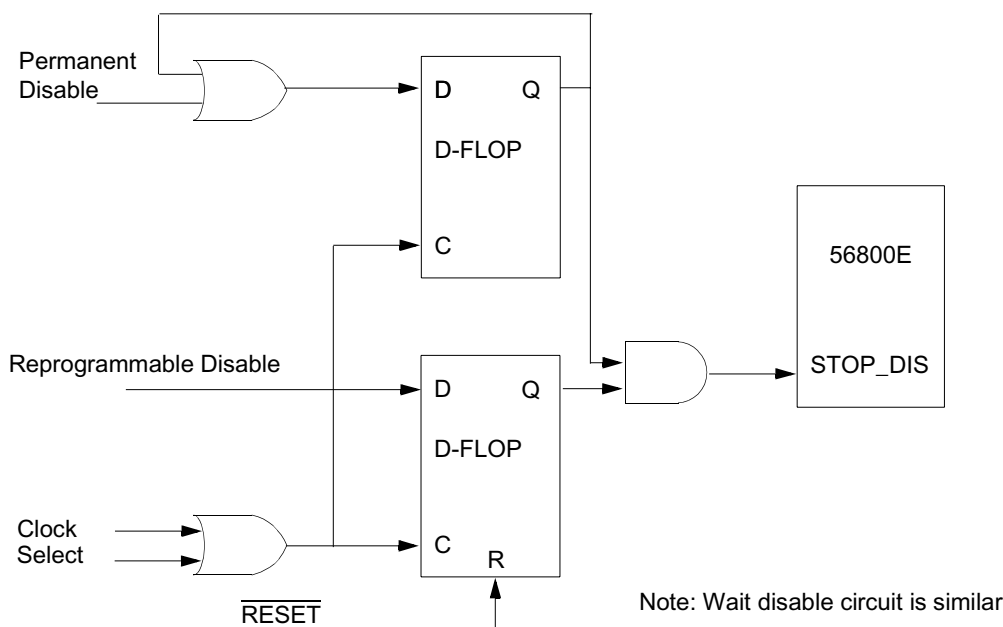 Permanent
Disable
D
Q
D-FLOP
C
56800E
STOP_DIS
Reprogrammable Disable
D
Q
D-FLOP
C
R
Clock
Select
RESET
Note: Wait disable circuit is similar